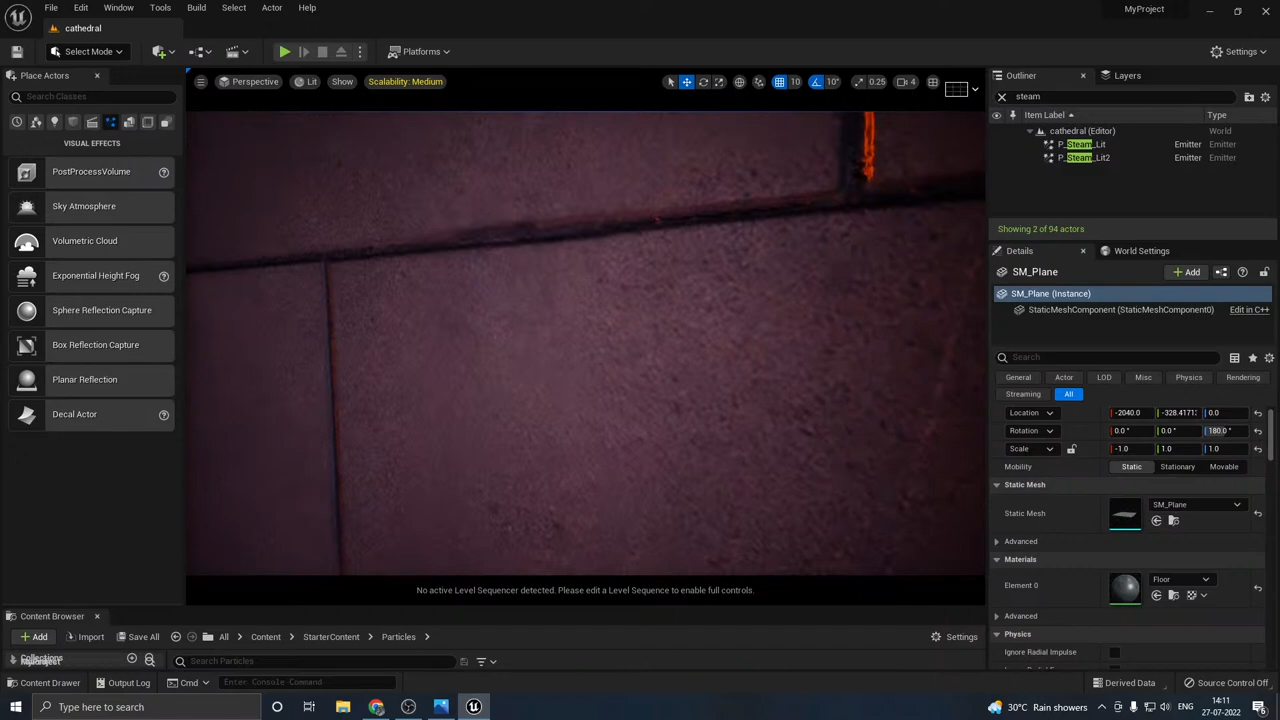 File Edit Window Tools Build Select Actor Help
MyProject
cathedral
Select Mode
Platforms
Settings
Place Actors
Search Classes
VISUAL EFFECTS
PostProcessVolume
Sky Atmosphere
Volumetric Cloud
Exponential Height Fog
Sphere Reflection Capture
Box Reflection Capture
Planar Reflection
Decal Actor
Perspective Lit Show Scalability: Medium
10 10° 0.25 4
No active Level Sequencer detected. Please edit a Level Sequence to enable full controls.
Outliner Layers
steam
Item Label Type
cathedral (Editor) World
P_Steam_Lit Emitter
P_Steam_Lit2 Emitter
Showing 2 of 94 actors
Details World Settings
SM_Plane Add
SM_Plane (Instance)
StaticMeshComponent (StaticMeshComponent0) Edit in C++
Search
General Actor LOD Misc Physics Rendering
Streaming All
Location -2040.0 -328.4171 0.0
Rotation 0.0 ° 0.0 ° 180.0 °
Scale -1.0 1.0 1.0
Mobility Static Stationary Movable
Static Mesh
Static Mesh SM_Plane
Advanced
Materials
Element 0 Floor
Advanced
Physics
Ignore Radial Impulse
Content Browser
Add Import Save All All Content StarterContent Particles Settings
Collections
Search Particles
Content Drawer Output Log Cmd Enter Console Command Derived Data Source Control Off
Type here to search
30°C Rain showers ENG 14:11 27-07-2022